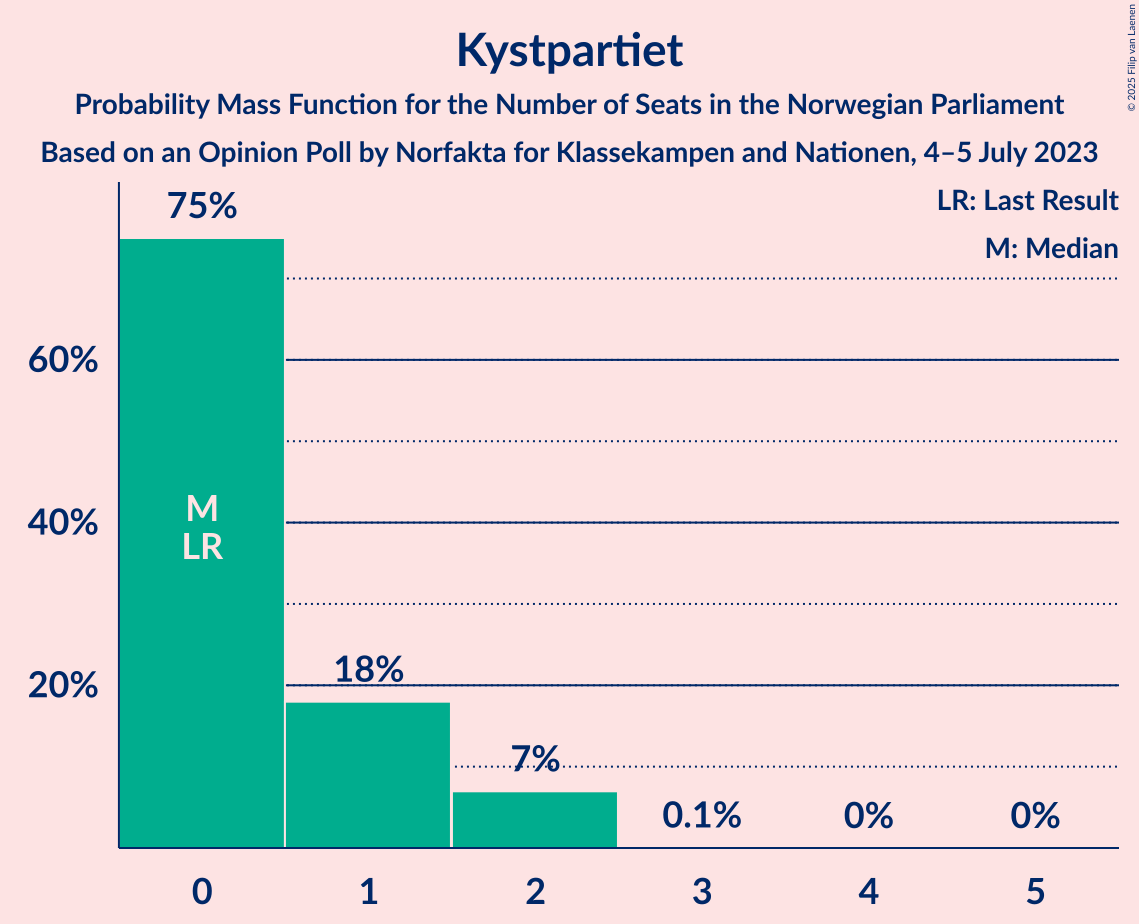 Kystpartiet
Probability Mass Function for the Number of Seats in the Norwegian Parliament
Based on an Opinion Poll by Norfakta for Klassekampen and Nationen, 4–5 July 2023
© 2025 Filip van Laenen
LR: Last Result
M: Median
75%
60%
40%
20%
M
LR
18%
7%
0.1%
0%
0%
0 1 2 3 4 5